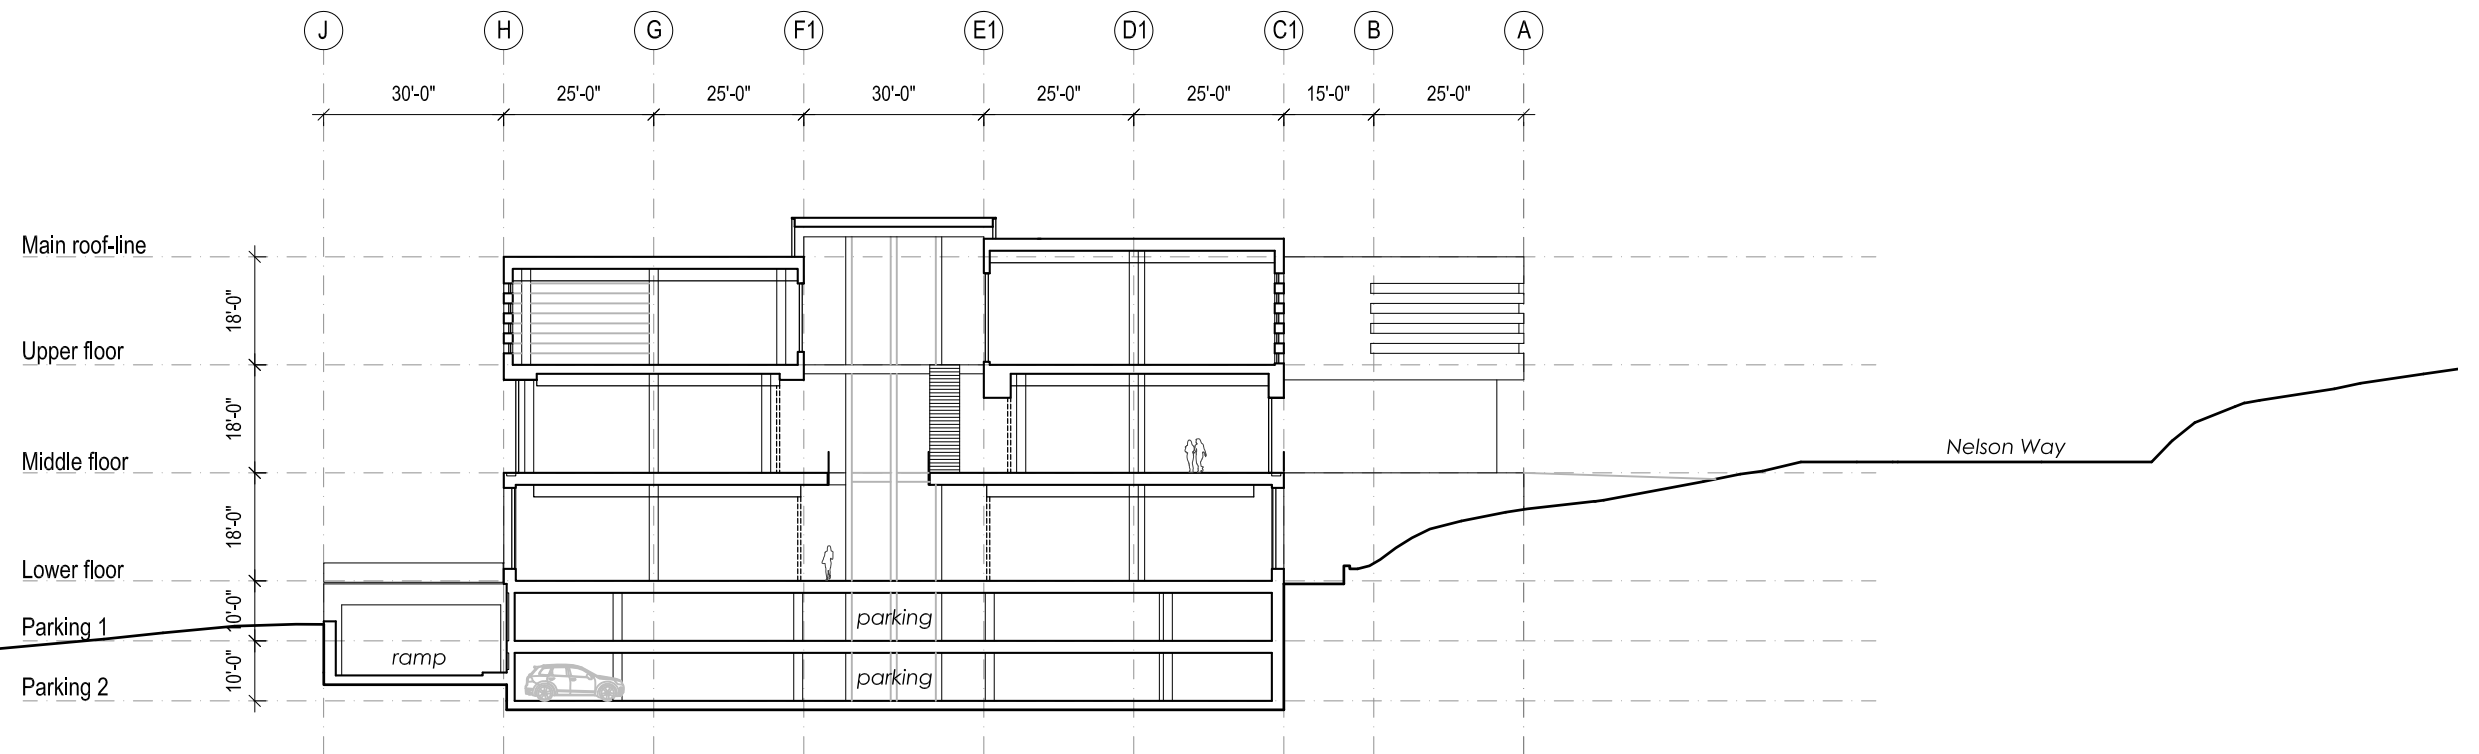 J H G F1 E1 D1 C1 B A
30'-0" 25'-0" 25'-0" 30'-0" 25'-0" 25'-0" 15'-0" 25'-0"
Main roof-line
18'-0"
Upper floor
18'-0"
Middle floor
Nelson Way
18'-0"
Lower floor
10'-0"
Parking 1
parking
ramp
10'-0"
parking
Parking 2